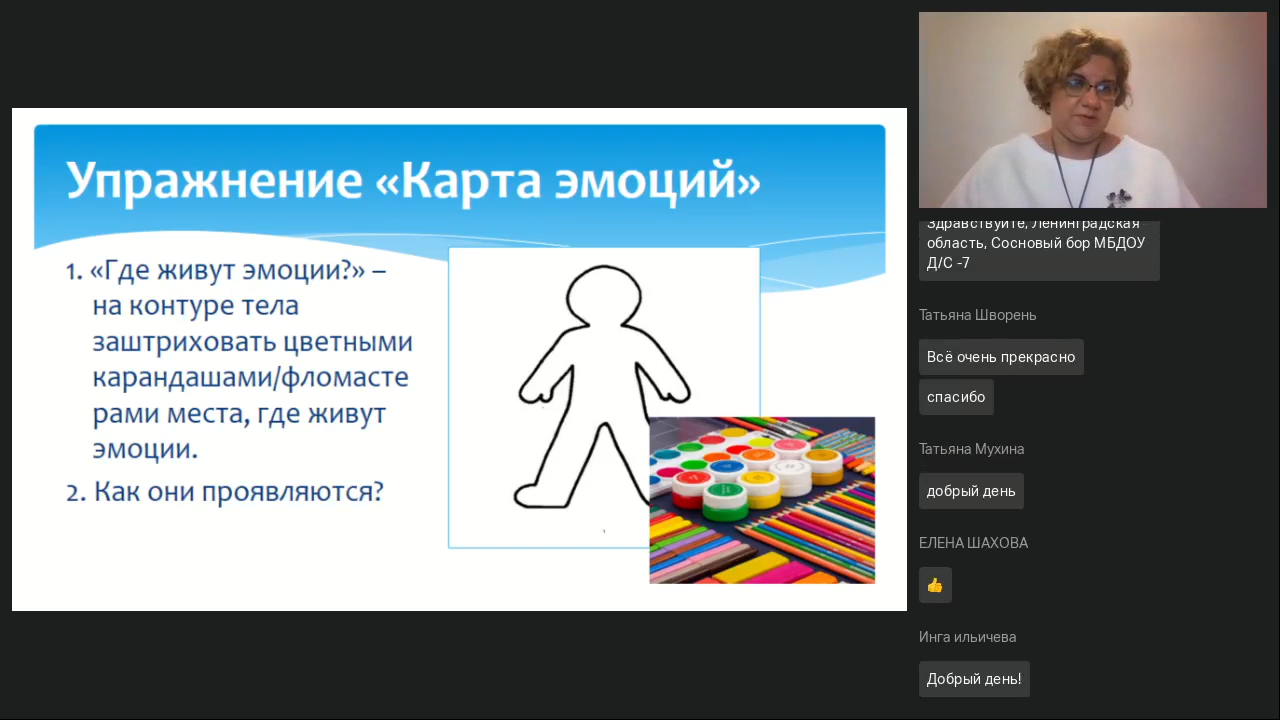 Упражнение «Карта эмоций»
1. «Где живут эмоции?» –
на контуре тела
заштриховать цветными
карандашами/фломасте
рами места, где живут
эмоции.
2. Как они проявляются?
Здравствуйте, Ленинградская
область, Сосновый бор МБДОУ
Д/С -7
Татьяна Шворень
Всё очень прекрасно
спасибо
Татьяна Мухина
добрый день
ЕЛЕНА ШАХОВА
👍
Инга ильичева
Добрый день!